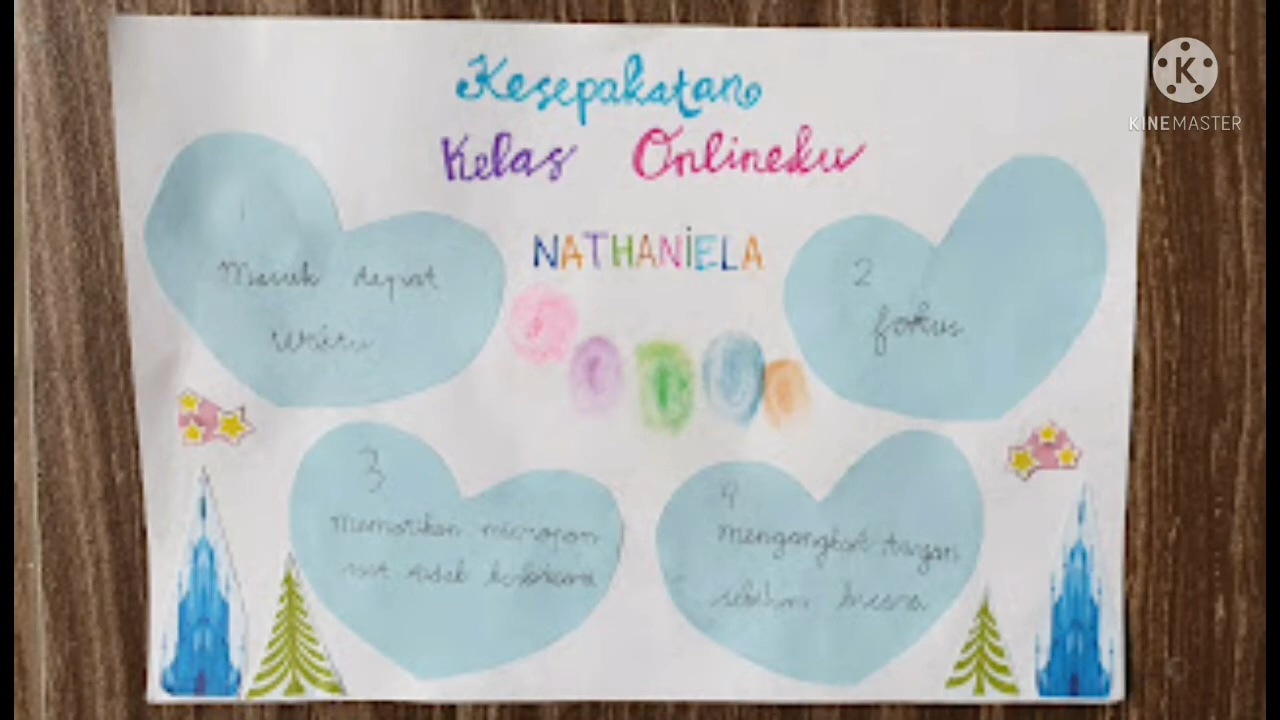 Kesepakatan
Kelas Onlineku
NATHANIELA
1
Masuk tepat
waktu
2
fokus
3
Mematikan micropon
saat tidak berbicara
4
Mengangkat tangan
sebelum bicara
KINEMASTER